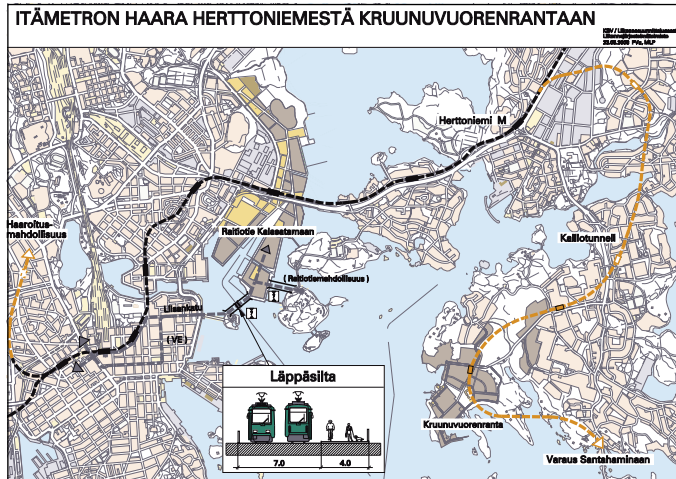 ITÄMETRON HAARA HERTTONIEMESTÄ KRUUNUVUORENRANTAAN
Herttoniemi M
Haaroitus-
mahdollisuus
Raitiotie Kalasatamaan
Kalliotunneli
( Raitiotiemahdollisuus )
Liisankatu
( VE )
Läppäsilta
7.0
4.0
Kruunuvuorenranta
Varaus Santahaminaan